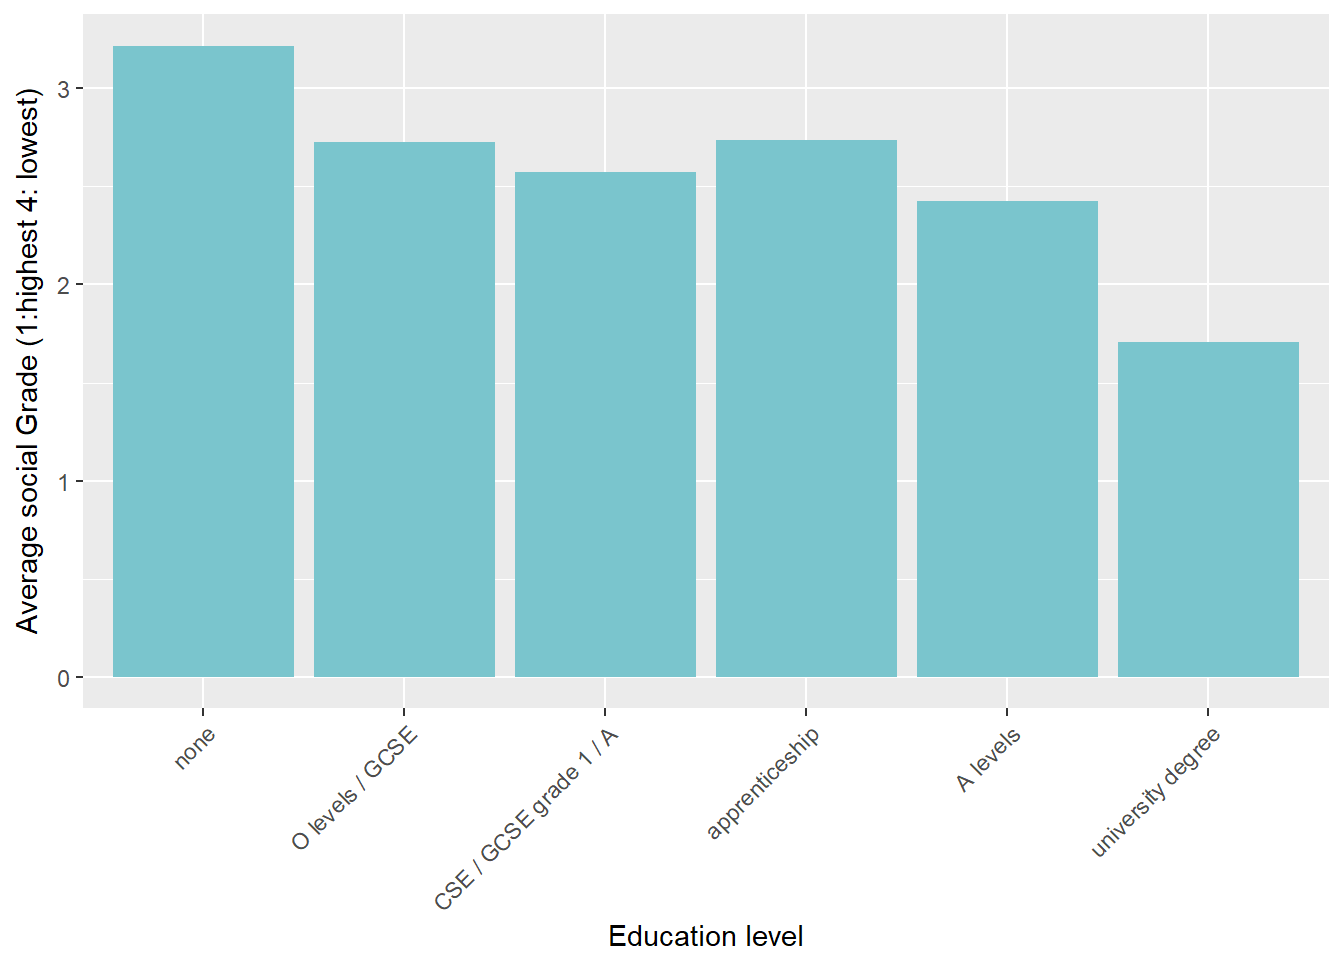 Average social Grade (1:highest 4: lowest)
3
2
1
0
none
O levels / GCSE
CSE / GCSE grade 1 / A
apprenticeship
A levels
university degree
Education level